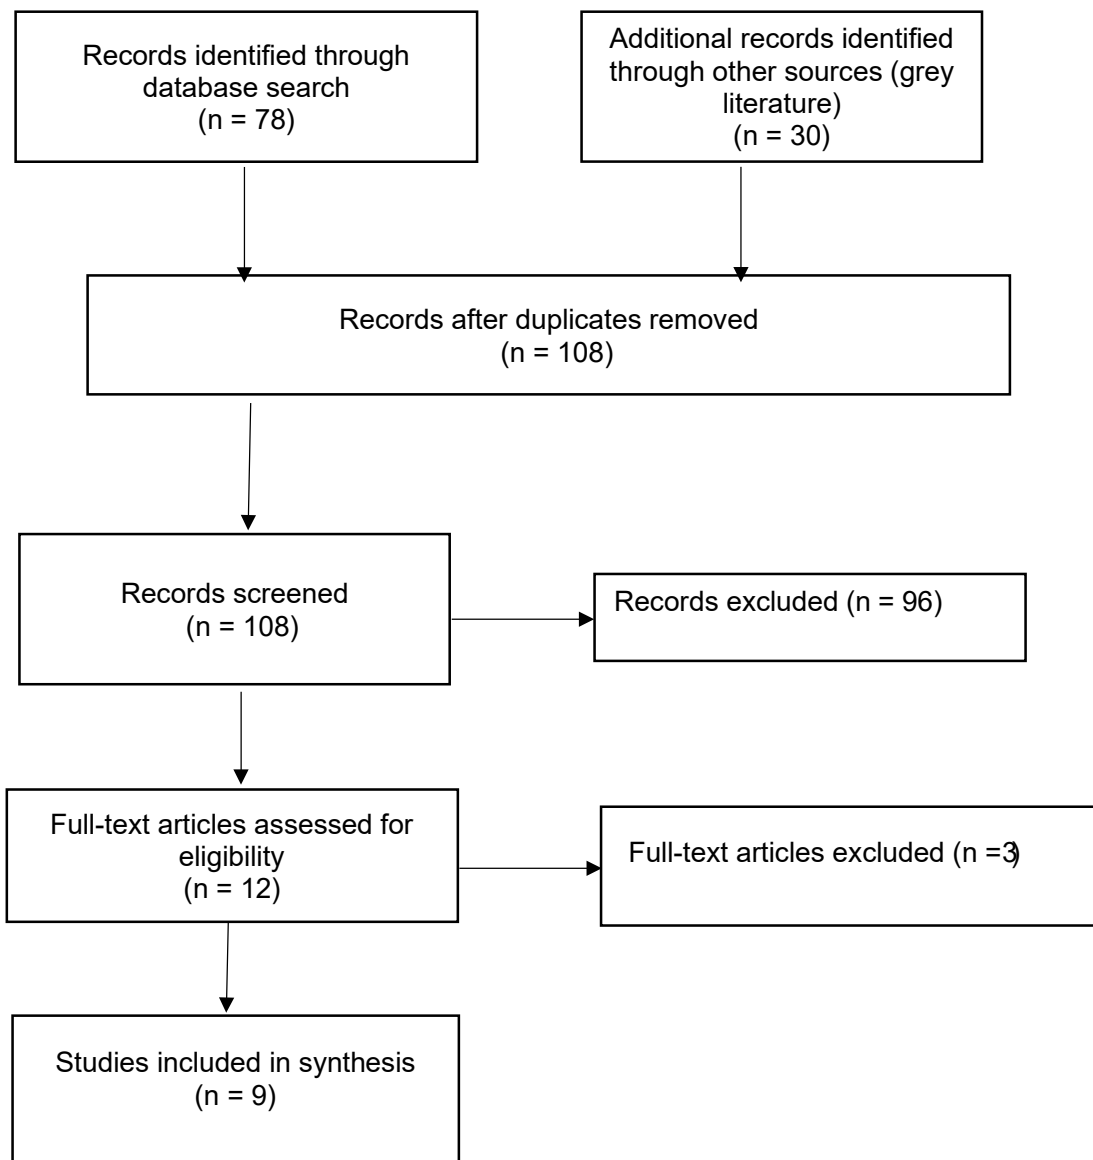 Records identified through
database search
(n = 78)
Additional records identified
through other sources (grey
literature)
(n = 30)
Records after duplicates removed
(n = 108)
Records screened
(n = 108)
Records excluded (n = 96)
Full-text articles assessed for
eligibility
(n = 12)
Full-text articles excluded (n =3)
Studies included in synthesis
(n = 9)